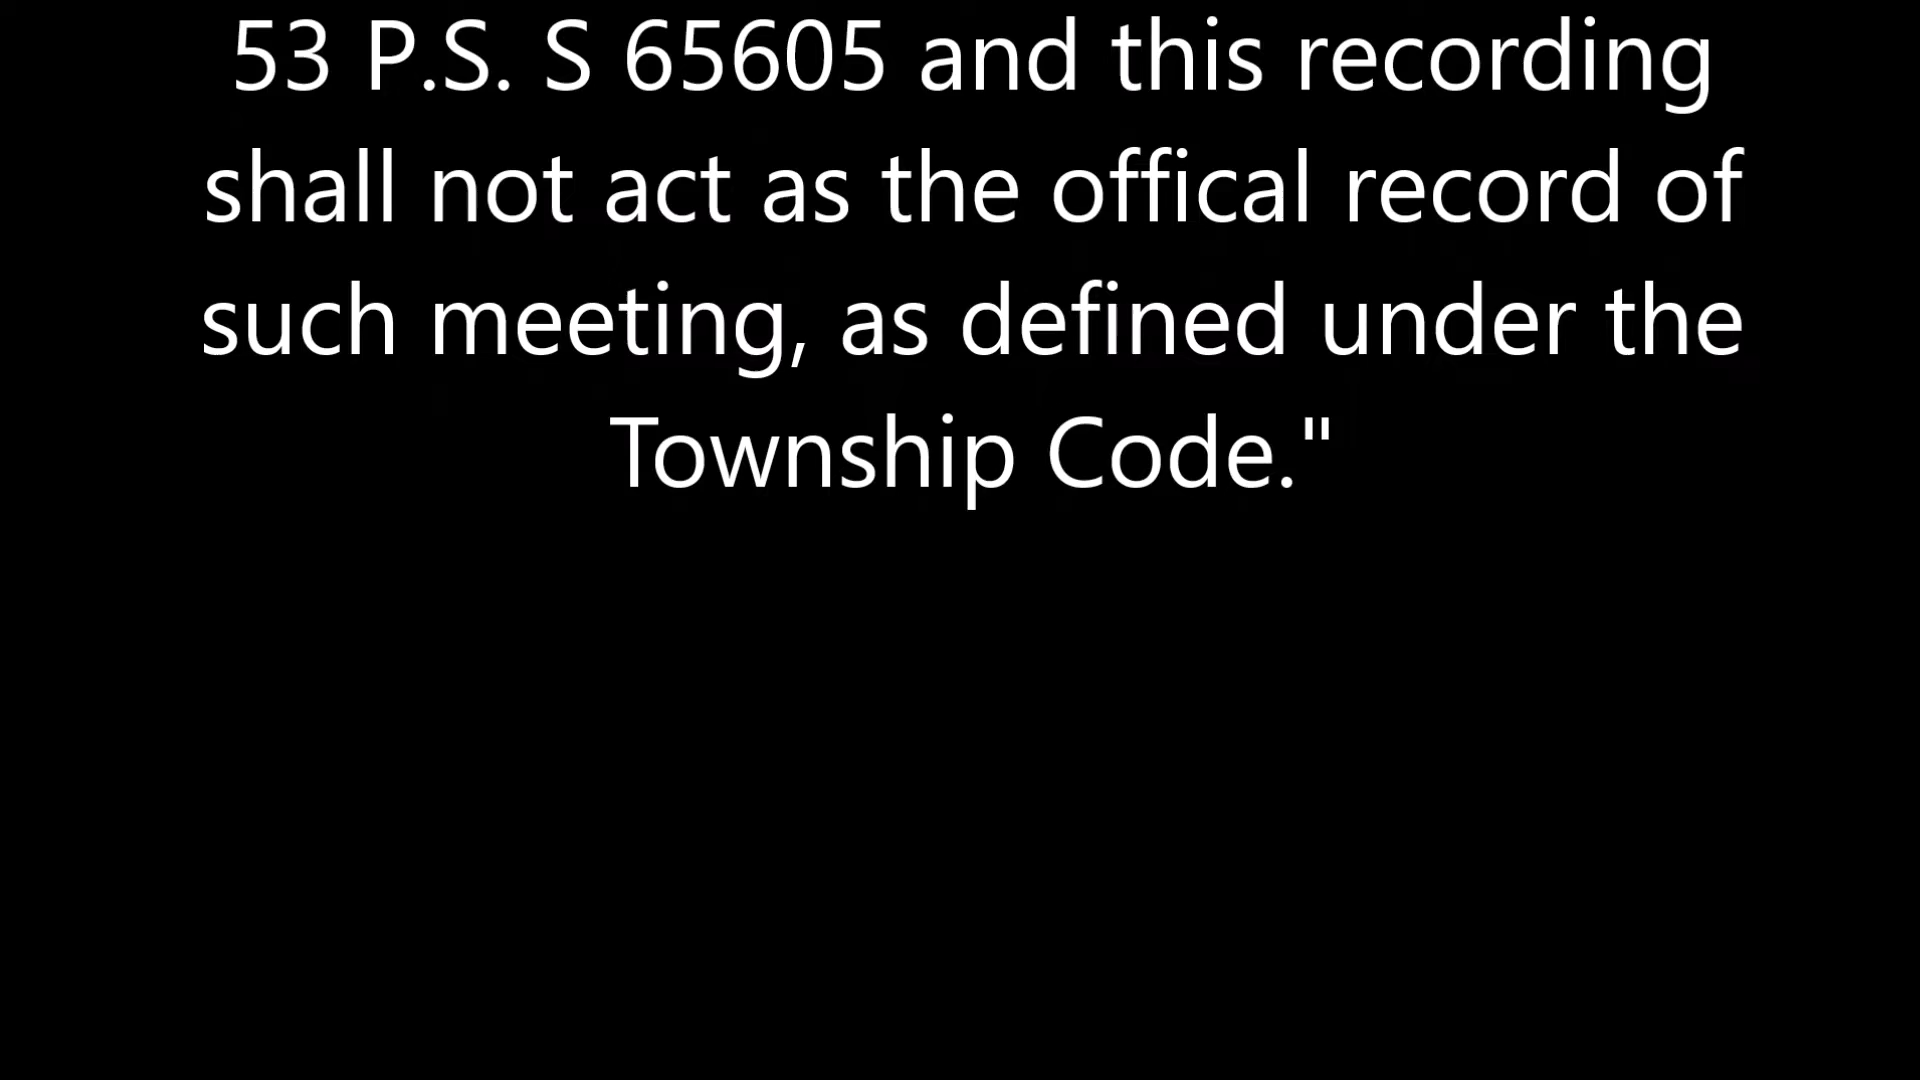 53 P.S. S 65605 and this recording
shall not act as the offical record of
such meeting, as defined under the
Township Code."